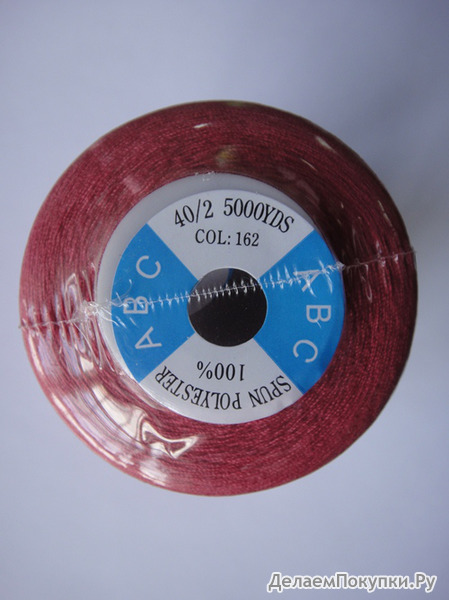 40/2 5000YDS
COL: 162
ABC
ABC
100%
SPUN POLYESTER
ДелаемПокупки.Ру